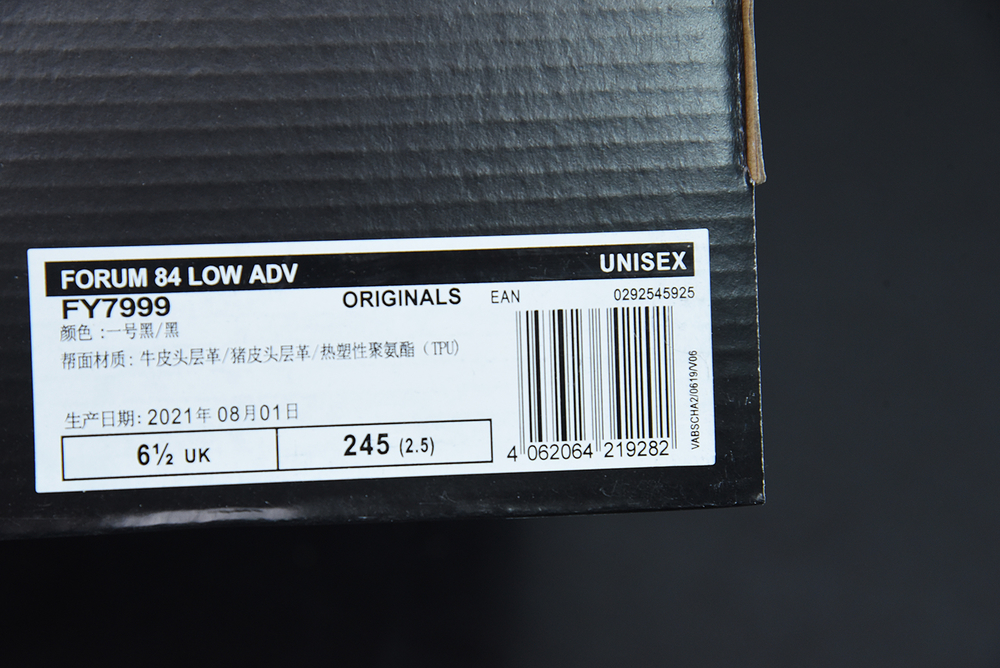 FORUM 84 LOW ADV UNISEX
FY7999 ORIGINALS EAN 0292545925
颜色:一号黑/黑
帮面材质: 牛皮头层革/猪皮头层革/热塑性聚氨酯（TPU）
生产日期: 2021年 08月01日
6½ UK 245 (2.5)
4 062064 219282
VABSCHA2/0619/V06